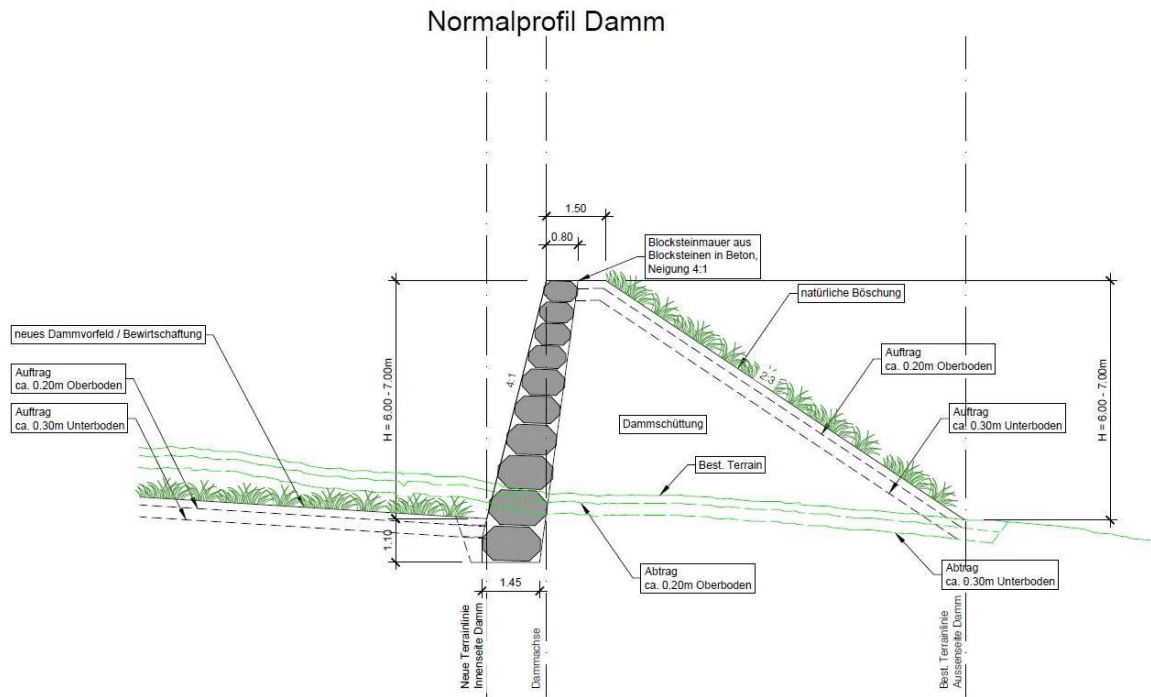 Normalprofil Damm
1.50
0.80
Blocksteinmauer aus
Blocksteinen in Beton,
Neigung 4:1
natürliche Böschung
neues Dammvorfeld / Bewirtschaftung
Auftrag
ca. 0.20m Oberboden
Auftrag
ca. 0.30m Unterboden
H = 6.00 - 7.00m
4:1
2:3
Auftrag
ca. 0.20m Oberboden
Auftrag
ca. 0.30m Unterboden
H = 6.00 - 7.00m
Dammschüttung
Best. Terrain
1.10
1.45
Abtrag
ca. 0.20m Oberboden
Abtrag
ca. 0.30m Unterboden
Neue Terrainlinie
Innenseite Damm
Dammachse
Best. Terrainlinie
Aussenseite Damm